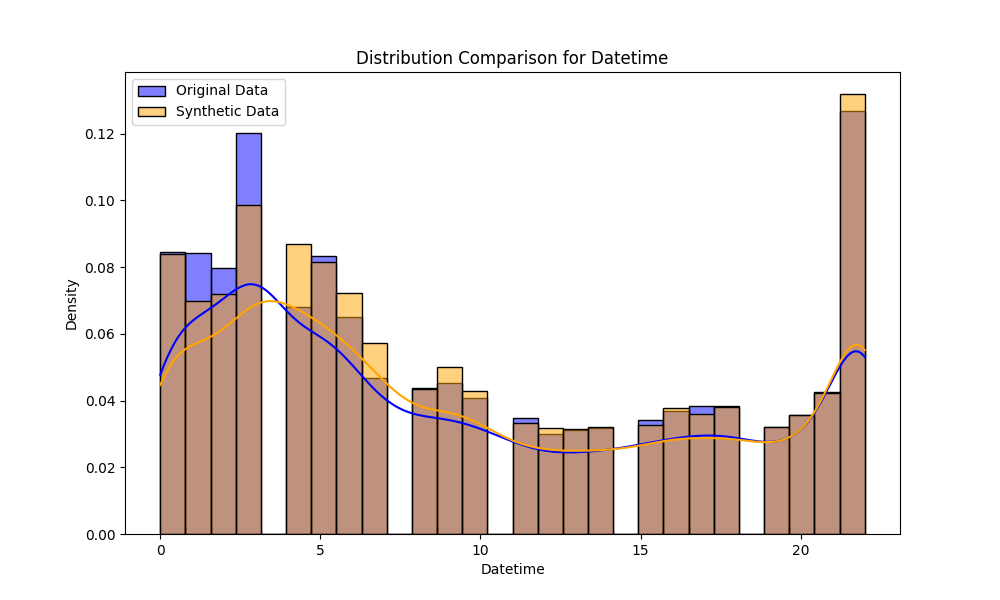 Distribution Comparison for Datetime
Original Data
Synthetic Data
0.12
0.10
0.08
0.06
0.04
0.02
0.00
Density
0 5 10 15 20
Datetime